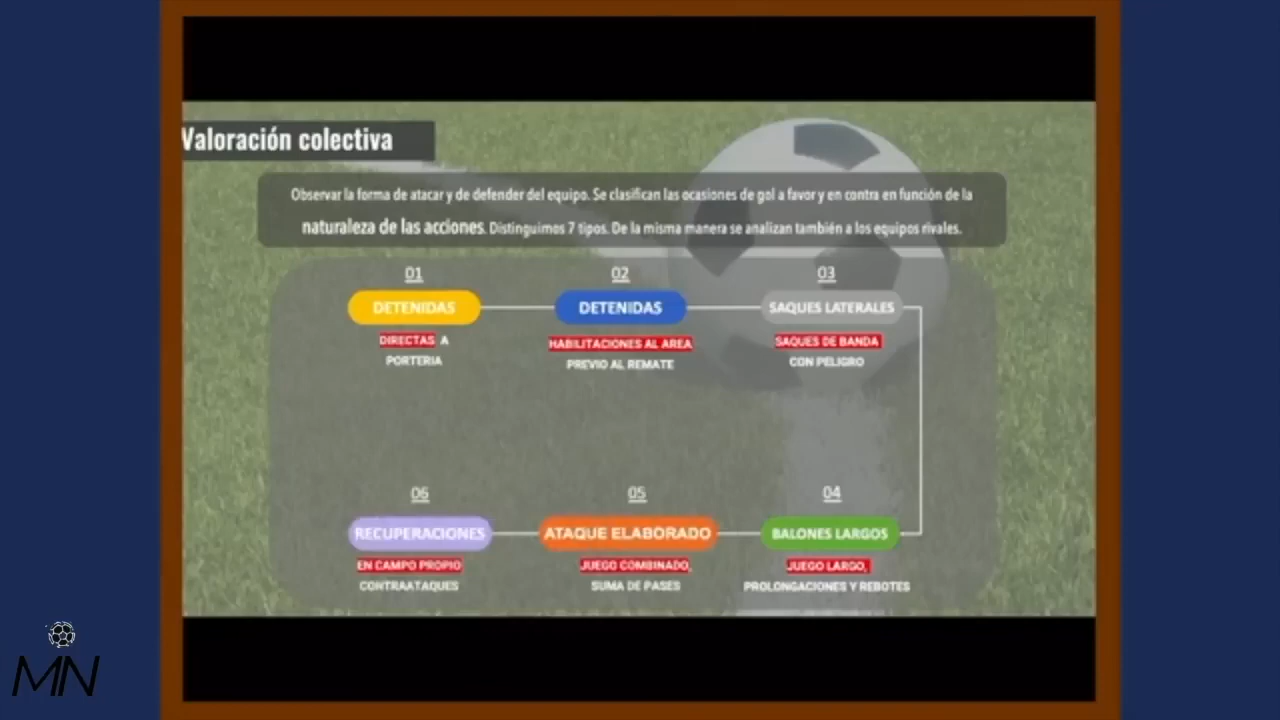 Valoración colectiva
Observar la forma de atacar y de defender del equipo. Se clasifican las ocasiones de gol a favor y en contra en función de la
naturaleza de las acciones. Distinguimos 7 tipos. De la misma manera se analizan también a los equipos rivales.
01
DETENIDAS
DIRECTAS A
PORTERIA
02
DETENIDAS
HABILITACIONES AL AREA
PREVIO AL REMATE
03
SAQUES LATERALES
SAQUES DE BANDA
CON PELIGRO
04
BALONES LARGOS
JUEGO LARGO,
PROLONGACIONES Y REBOTES
05
ATAQUE ELABORADO
JUEGO COMBINADO,
SUMA DE PASES
06
RECUPERACIONES
EN CAMPO PROPIO
CONTRAATAQUES
MN